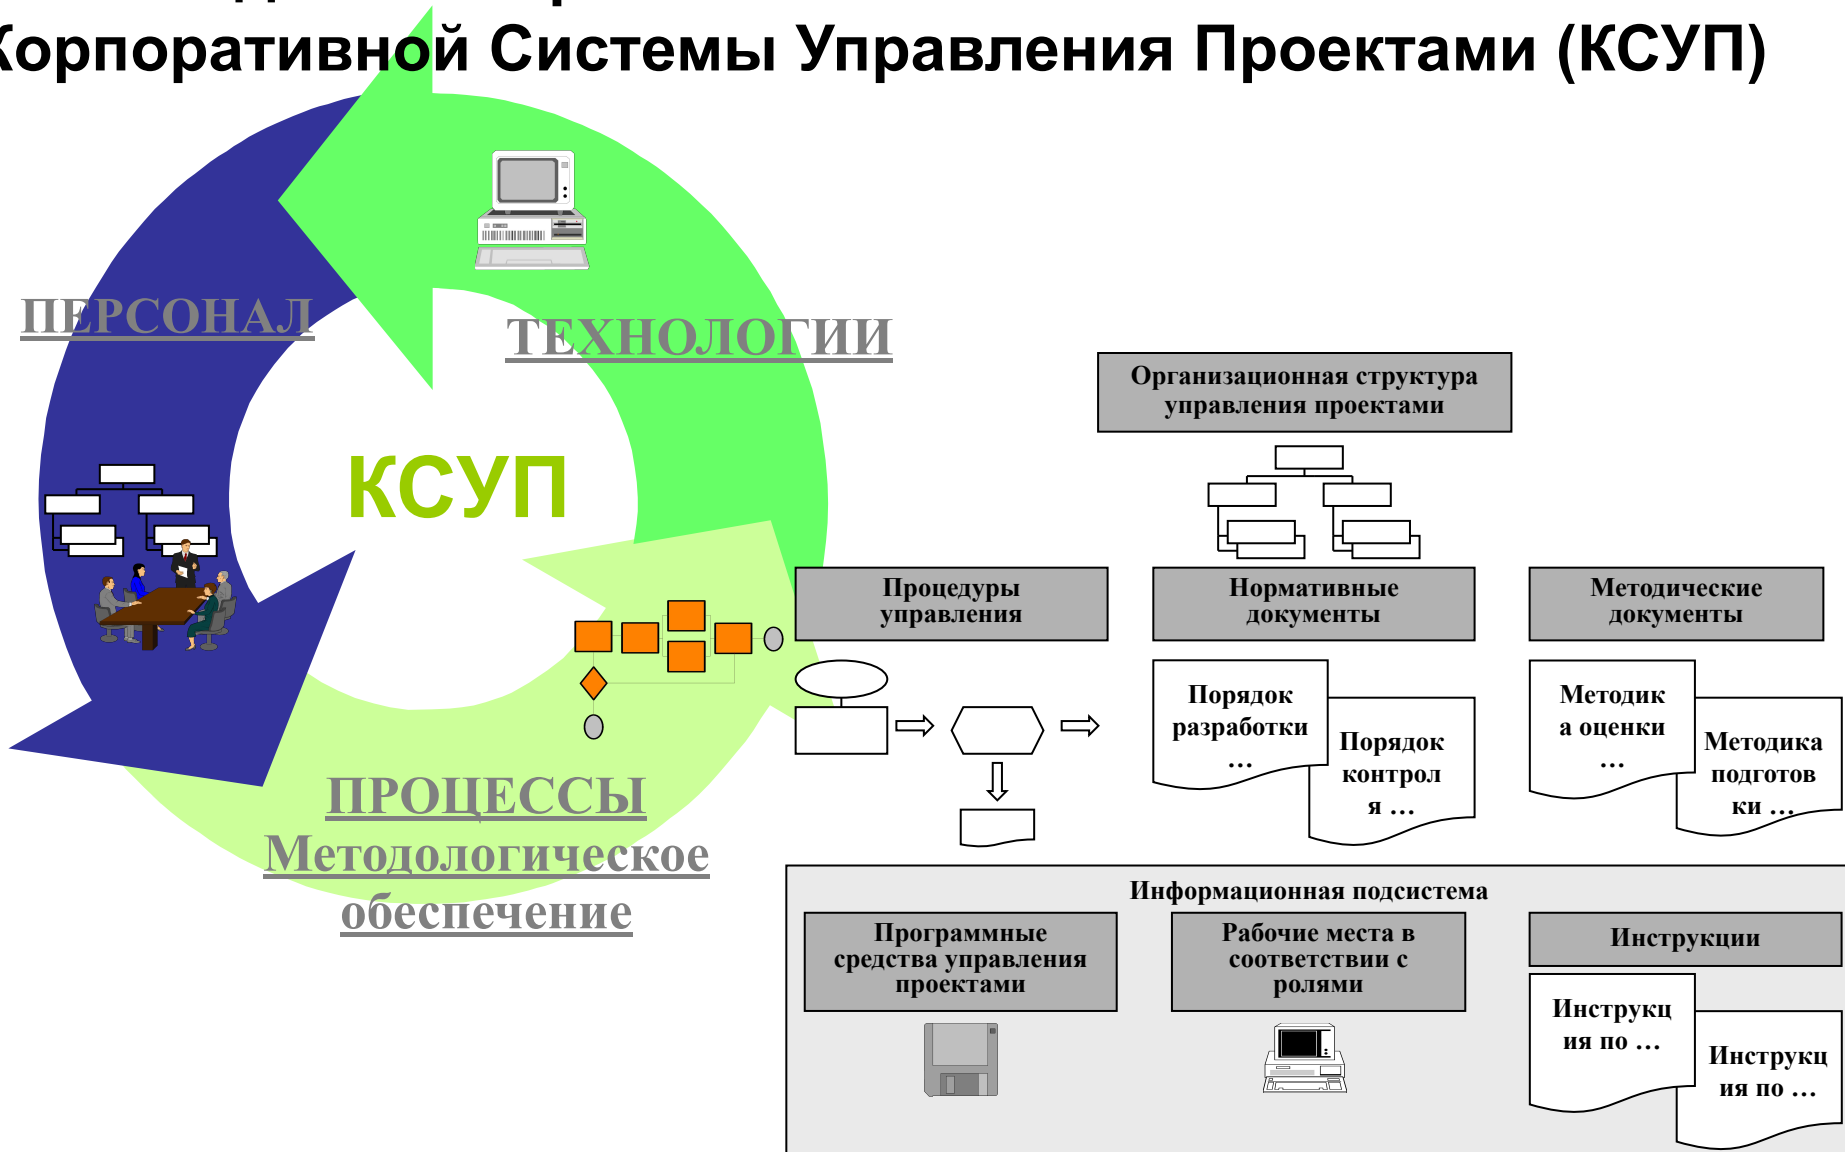 Корпоративной Системы Управления Проектами (КСУП)
ПЕРСОНАЛ
ТЕХНОЛОГИИ
КСУП
ПРОЦЕССЫ
Методологическое
обеспечение
Организационная структура
управления проектами
Процедуры
управления
Нормативные
документы
Методические
документы
Порядок
разработки
…
Порядок
контрол
я …
Методик
а оценки
…
Методика
подготов
ки …
Информационная подсистема
Программные
средства управления
проектами
Рабочие места в
соответствии с
ролями
Инструкции
Инструкц
ия по …
Инструкц
ия по …